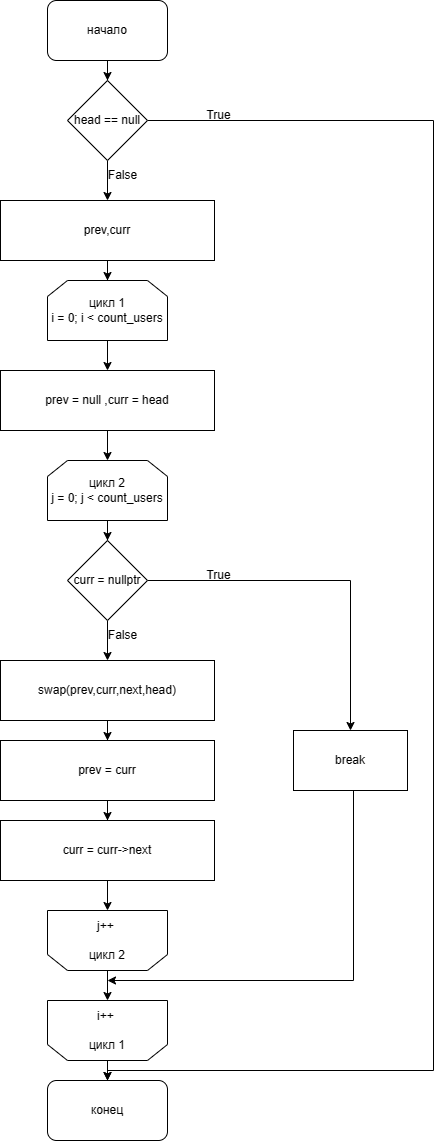 начало
head == null
True
False
prev,curr
цикл 1
i = 0; i < count_users
prev = null ,curr = head
цикл 2
j = 0; j < count_users
curr = nullptr
True
False
swap(prev,curr,next,head)
prev = curr
break
curr = curr->next
j++
цикл 2
i++
цикл 1
конец